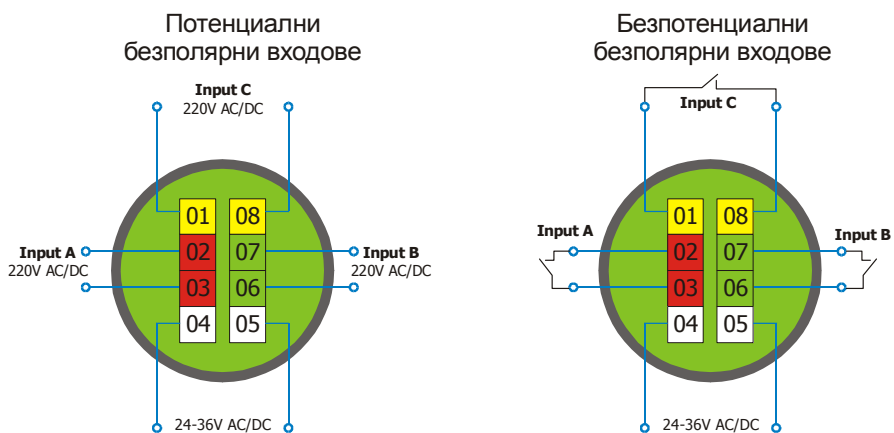 Потенциални
безполярни входове
Input C
220V AC/DC
01 08
Input A
220V AC/DC
02 07
Input B
220V AC/DC
03 06
04 05
24-36V AC/DC
Безпотенциални
безполярни входове
Input C
01 08
Input A
02 07
Input B
03 06
04 05
24-36V AC/DC